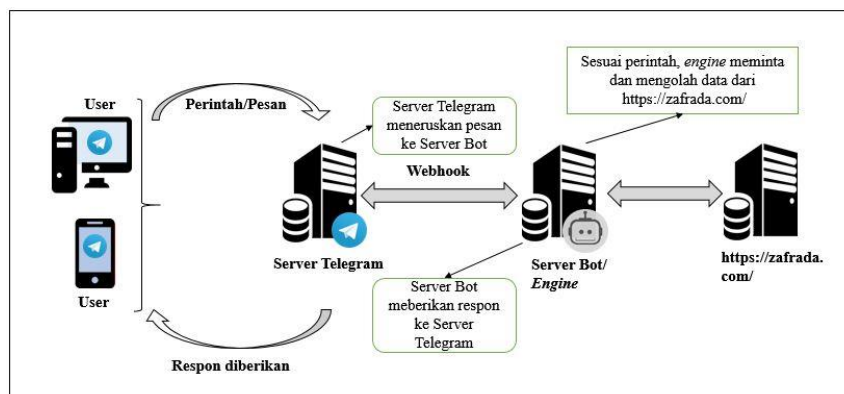 User
Perintah/Pesan
Server Telegram
meneruskan pesan
ke Server Bot
Sesuai perintah, engine meminta
dan mengolah data dari
https://zafrada.com/
Webhook
User
Server Telegram
Server Bot/
Engine
https://zafrada.
com/
Server Bot
meberikan respon
ke Server
Telegram
Respon diberikan